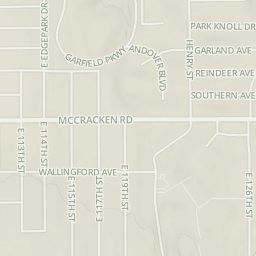 PARK KNOLL DR
E EDGEPARK DR
GARFIELD PKWY
ANDOVER BLVD
HENRY ST
GARLAND AVE
REINDEER AVE
SOUTHERN AVE
MCCRACKEN RD
E 113TH ST
E 114TH ST
WALLINGFORD AVE
E 115TH ST
E 117TH ST
E 119TH ST
E 126TH ST